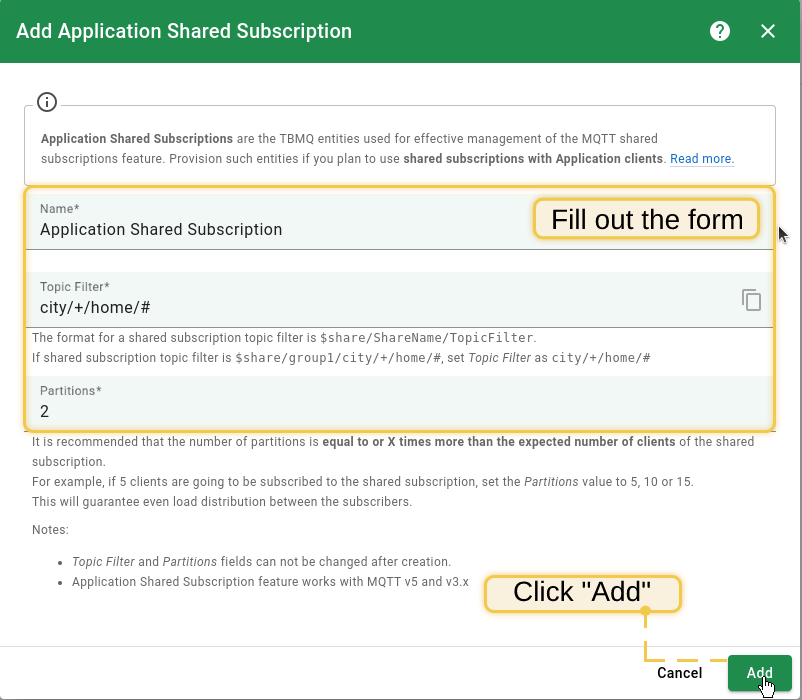 Add Application Shared Subscription
Application Shared Subscriptions are the TBMQ entities used for effective management of the MQTT shared
subscriptions feature. Provision such entities if you plan to use shared subscriptions with Application clients. Read more.
Name*
Application Shared Subscription
Fill out the form
Topic Filter*
city/+/home/#
The format for a shared subscription topic filter is $share/ShareName/TopicFilter.
If shared subscription topic filter is $share/group1/city/+/home/#, set Topic Filter as city/+/home/#
Partitions*
2
It is recommended that the number of partitions is equal to or X times more than the expected number of clients of the shared
subscription.
For example, if 5 clients are going to be subscribed to the shared subscription, set the Partitions value to 5, 10 or 15.
This will guarantee even load distribution between the subscribers.
Notes:
• Topic Filter and Partitions fields can not be changed after creation.
• Application Shared Subscription feature works with MQTT v5 and v3.x
Click "Add"
Cancel
Add